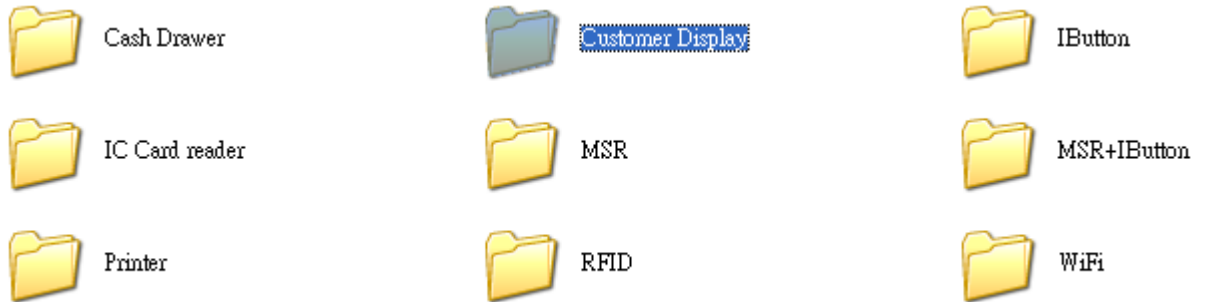 Cash Drawer
Customer Display
IButton
IC Card reader
MSR
MSR+IButton
Printer
RFID
WiFi